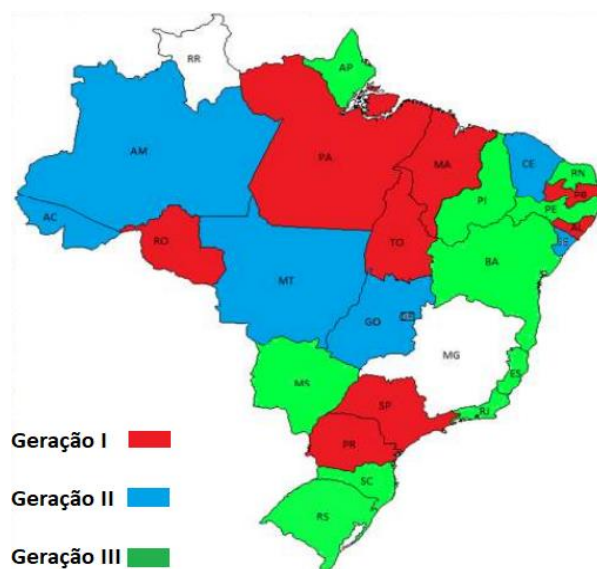 RR
AP
AM
PA
MA
CE
RN
PB
PI
PE
AL
SE
AC
RO
TO
BA
MT
GO
DF
MG
MS
ES
SP
RJ
PR
SC
RS
Geração I
Geração II
Geração III